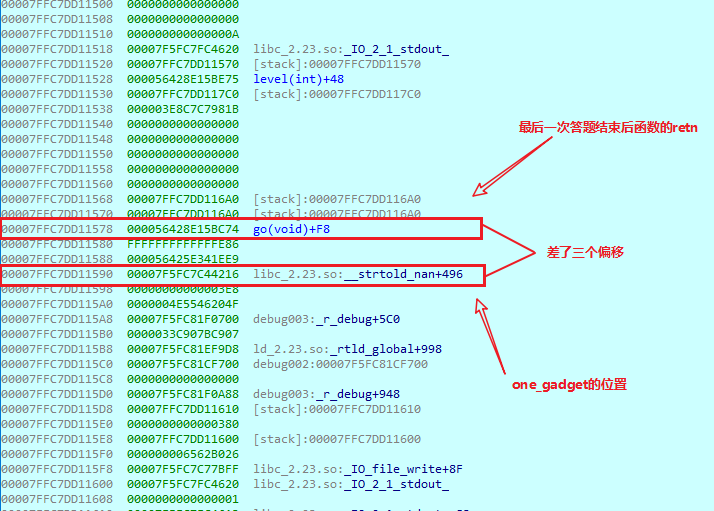 00007FFC7DD11500 0000000000000000
00007FFC7DD11508 0000000000000000
00007FFC7DD11510 000000000000000A
00007FFC7DD11518 00007F5FC7FC4620 libc_2.23.so:_IO_2_1_stdout_
00007FFC7DD11520 00007FFC7DD11570 [stack]:00007FFC7DD11570
00007FFC7DD11528 000056428E15BE75 level(int)+48
00007FFC7DD11530 00007FFC7DD117C0 [stack]:00007FFC7DD117C0
00007FFC7DD11538 000003E8C7C7981B
00007FFC7DD11540 0000000000000000
00007FFC7DD11548 0000000000000000
00007FFC7DD11550 0000000000000000
00007FFC7DD11558 0000000000000000
00007FFC7DD11560 0000000000000000
00007FFC7DD11568 00007FFC7DD116A0 [stack]:00007FFC7DD116A0
00007FFC7DD11570 00007FFC7DD116A0 [stack]:00007FFC7DD116A0
00007FFC7DD11578 000056428E15BC74 go(void)+F8
00007FFC7DD11580 FFFFFFFFFFFFFE86
00007FFC7DD11588 000056425E341EE9
00007FFC7DD11590 00007F5FC7C44216 libc_2.23.so:__strtold_nan+496
00007FFC7DD11598 00000000000003E8
00007FFC7DD115A0 0000004E5546204F
00007FFC7DD115A8 00007F5FC81F0700 debug003:_r_debug+5C0
00007FFC7DD115B0 0000033C907BC907
00007FFC7DD115B8 00007F5FC81EF9D8 ld_2.23.so:_rtld_global+998
00007FFC7DD115C0 00007F5FC81CF700 debug002:00007F5FC81CF700
00007FFC7DD115C8 0000000000000000
00007FFC7DD115D0 00007F5FC81F0A88 debug003:_r_debug+948
00007FFC7DD115D8 00007FFC7DD11610 [stack]:00007FFC7DD11610
00007FFC7DD115E0 0000000000000380
00007FFC7DD115E8 00007FFC7DD11600 [stack]:00007FFC7DD11600
00007FFC7DD115F0 000000006562B026
00007FFC7DD115F8 00007F5FC7C77BFF libc_2.23.so:_IO_file_write+8F
00007FFC7DD11600 00007F5FC7FC4620 libc_2.23.so:_IO_2_1_stdout_
00007FFC7DD11608 0000000000000001
最后一次答题结束后函数的retn
差了三个偏移
one_gadget的位置